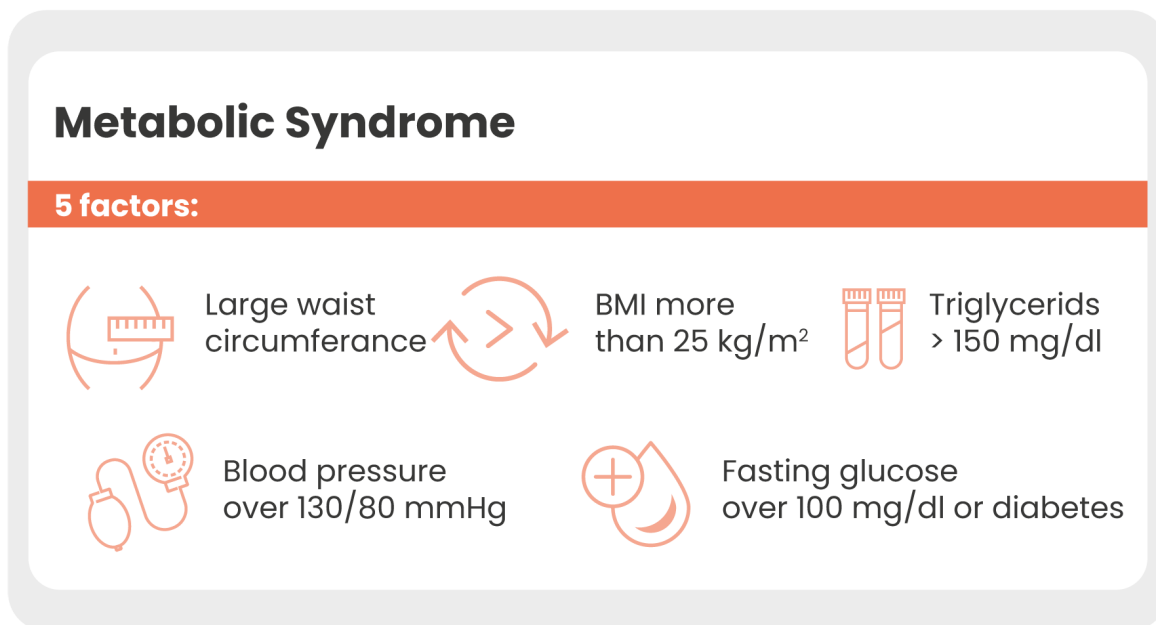 Metabolic Syndrome
5 factors:
Large waist
circumferance
BMI more
than 25 kg/m²
Triglycerids
> 150 mg/dl
Blood pressure
over 130/80 mmHg
Fasting glucose
over 100 mg/dl or diabetes